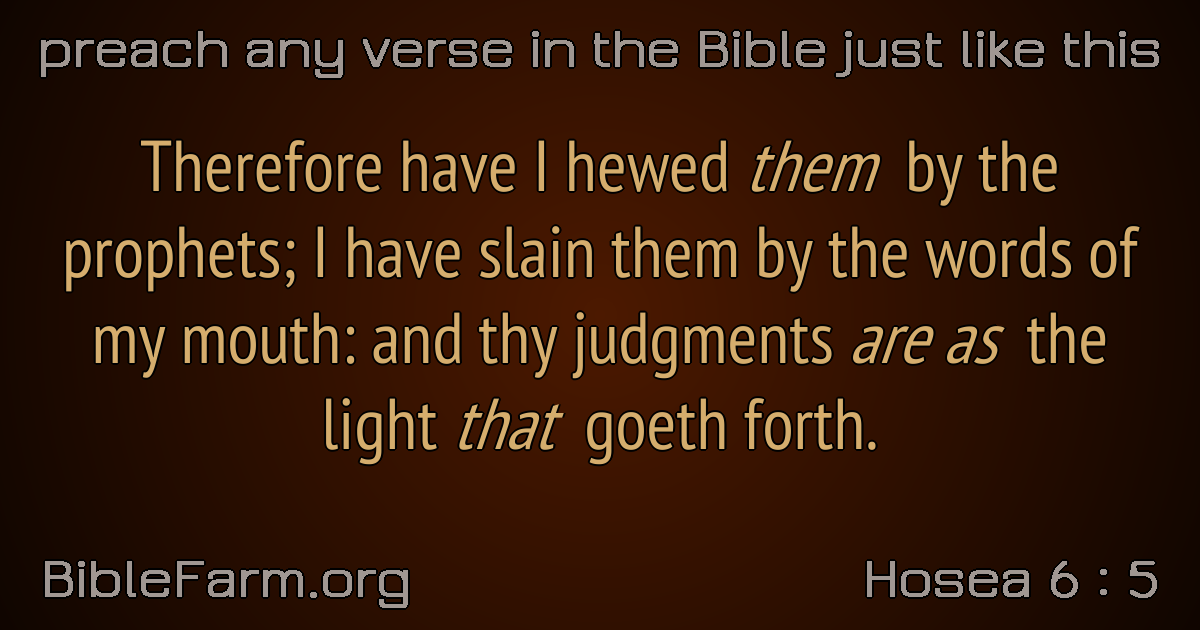 preach any verse in the Bible just like this
Therefore have I hewed them by the
prophets; I have slain them by the words of
my mouth: and thy judgments are as the
light that goeth forth.
BibleFarm.org
Hosea 6 : 5